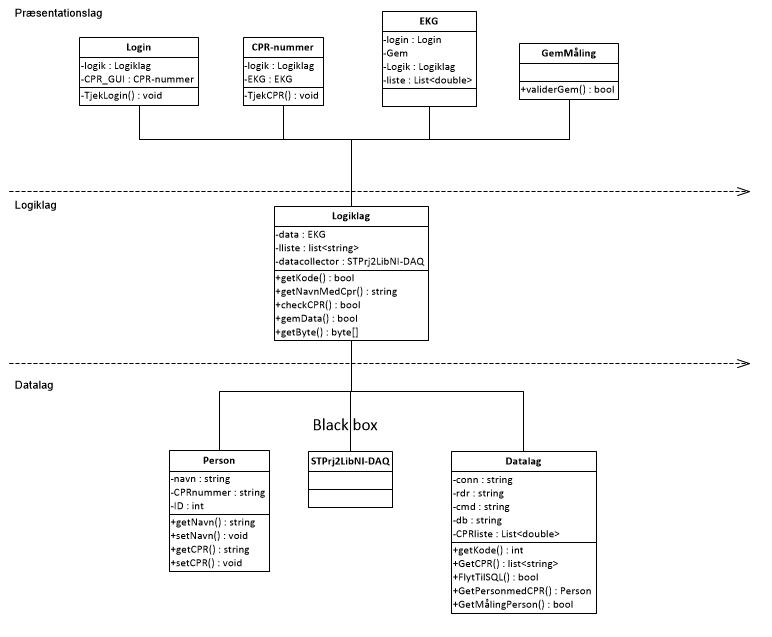 Præsentationslag
Login
-logik : Logiklag
-CPR_GUI : CPR-nummer
-TjekLogin() : void
CPR-nummer
-logik : Logiklag
-EKG : EKG
-TjekCPR() : void
EKG
-login : Login
-Gem
-Logik : Logiklag
-liste : List<double>
GemMåling
+validerGem() : bool
Logiklag
Logiklag
-data : EKG
-lliste : list<string>
-datacollector : STPrj2LibNI-DAQ
+getKode() : bool
+getNavnMedCpr() : string
+checkCPR() : bool
+gemData() : bool
+getByte() : byte[]
Datalag
Black box
Person
-navn : string
-CPRnummer : string
-ID : int
+getNavn() : string
+setNavn() : void
+getCPR() : string
+setCPR() : void
STPrj2LibNI-DAQ
Datalag
-conn : string
-rdr : string
-cmd : string
-db : string
-CPRliste : List<double>
+getKode() : int
+GetCPR() : list<string>
+FlytTilSQL() : bool
+GetPersonmedCPR() : Person
+GetMålingPerson() : bool